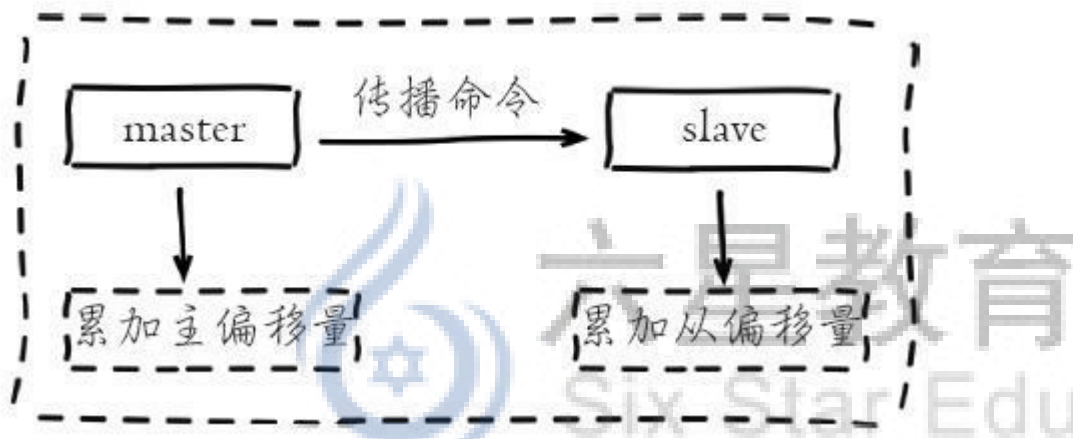 传播命令
master
slave
累加主偏移量
累加从偏移量
六星教育
Six Star Edu